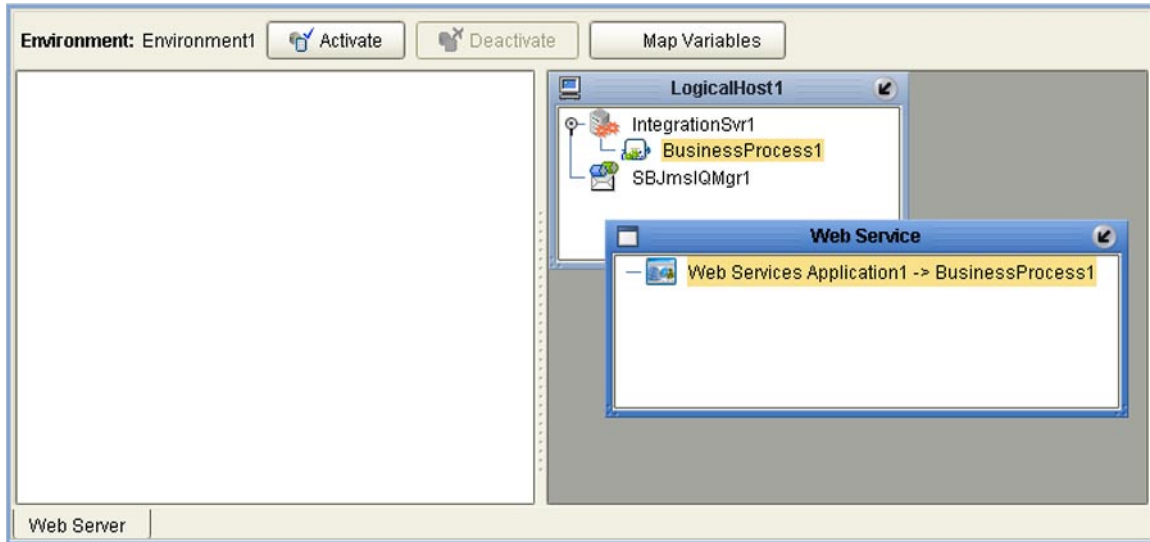 Environment: Environment1 Activate Deactivate Map Variables
LogicalHost1
IntegrationSvr1
BusinessProcess1
SBJmsIQMgr1
Web Service
Web Services Application1 -> BusinessProcess1
Web Server